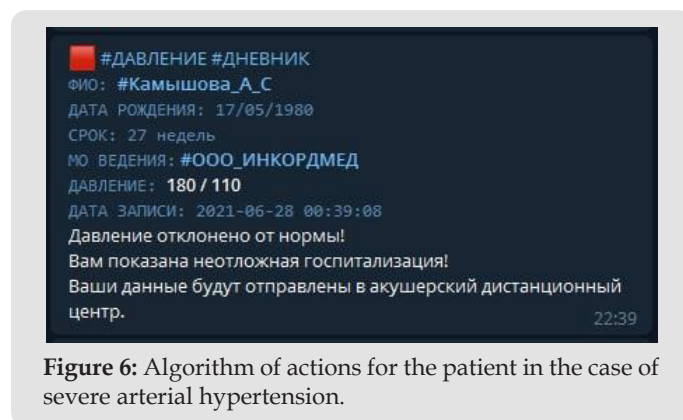 #ДАВЛЕНИЕ #ДНЕВНИК
ФИО: #Камышова_А_С
ДАТА РОЖДЕНИЯ: 17/05/1980
СРОК: 27 недель
МО ВЕДЕНИЯ: #ООО_ИНКОРДМЕД
ДАВЛЕНИЕ: 180 / 110
ДАТА ЗАПИСИ: 2021-06-28 00:39:08
Давление отклонено от нормы!
Вам показана неотложная госпитализация!
Ваши данные будут отправлены в акушерский дистанционный
центр.
22:39
Figure 6: Algorithm of actions for the patient in the case of
severe arterial hypertension.